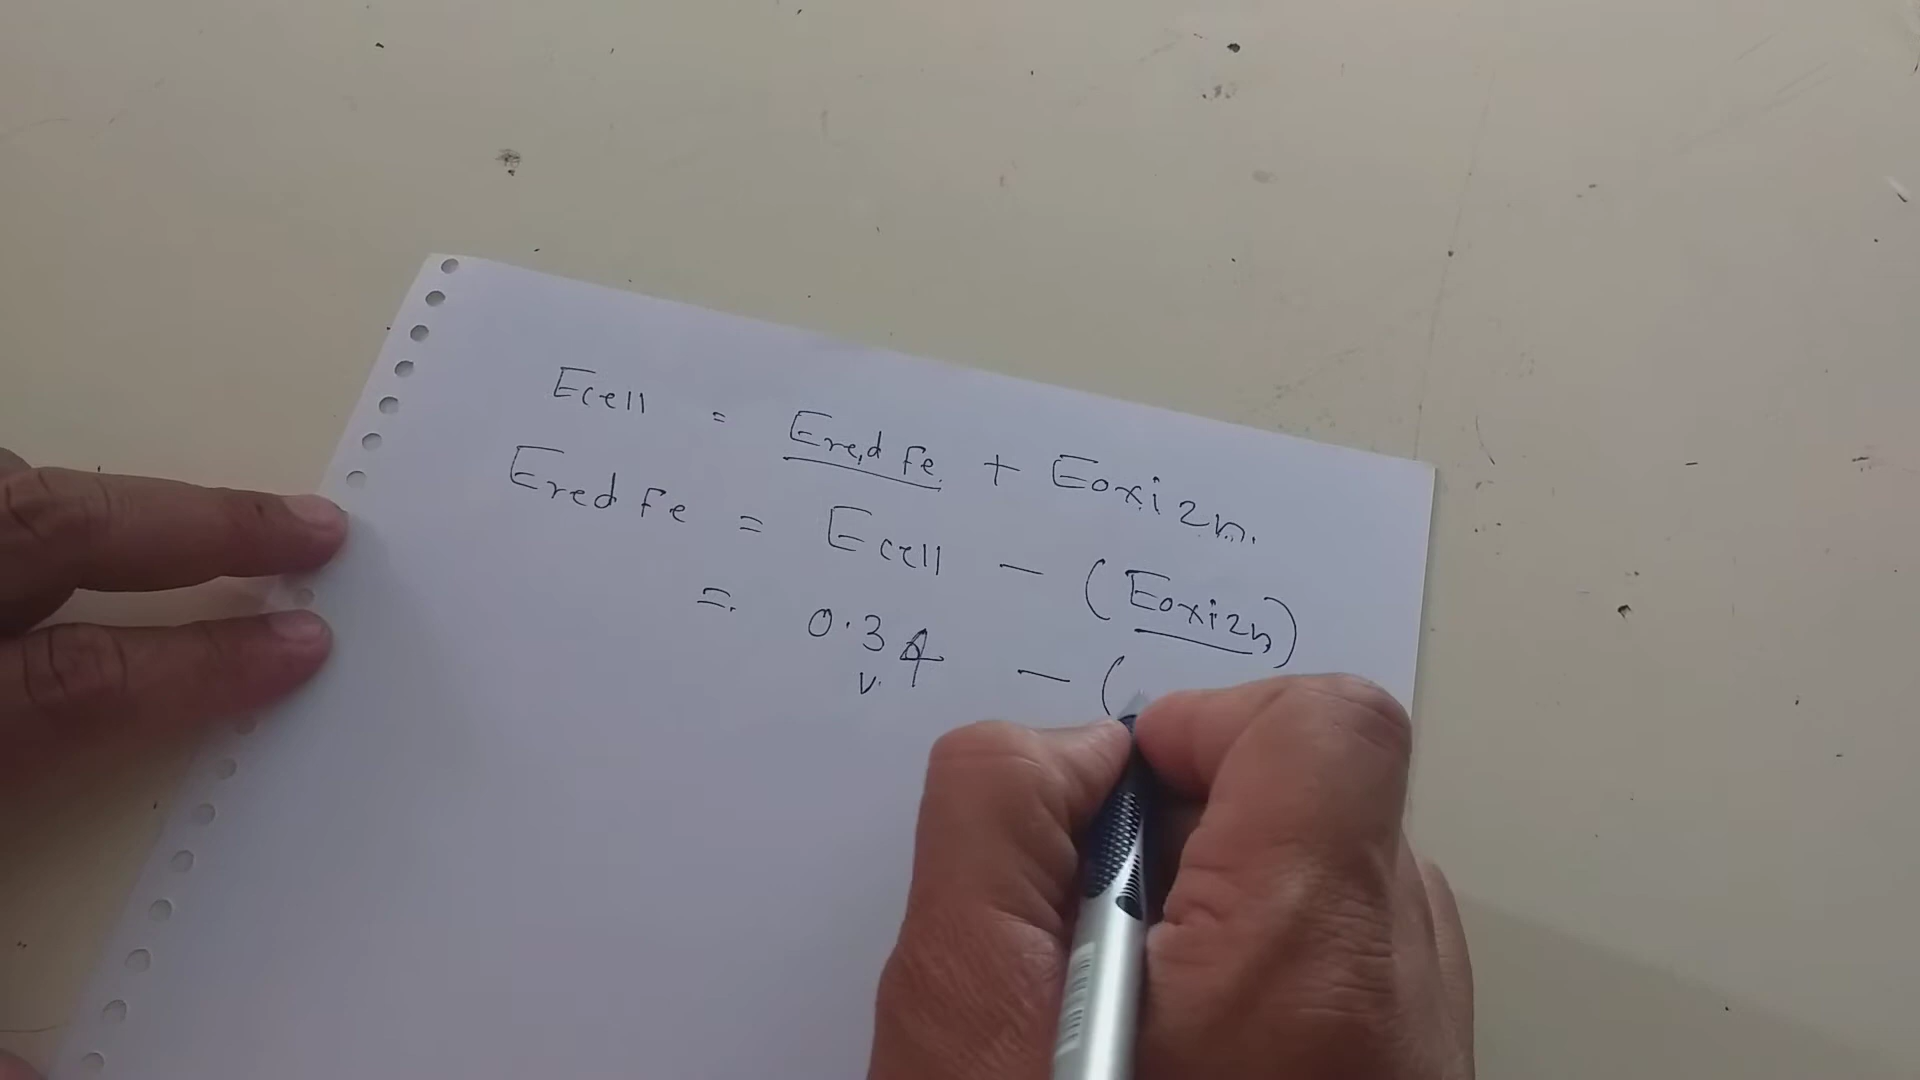 Ecell = Ered Fe + Eoxi Zn.
Ered Fe = Ecell - (Eoxi Zn)
= 0.34 - (
V.